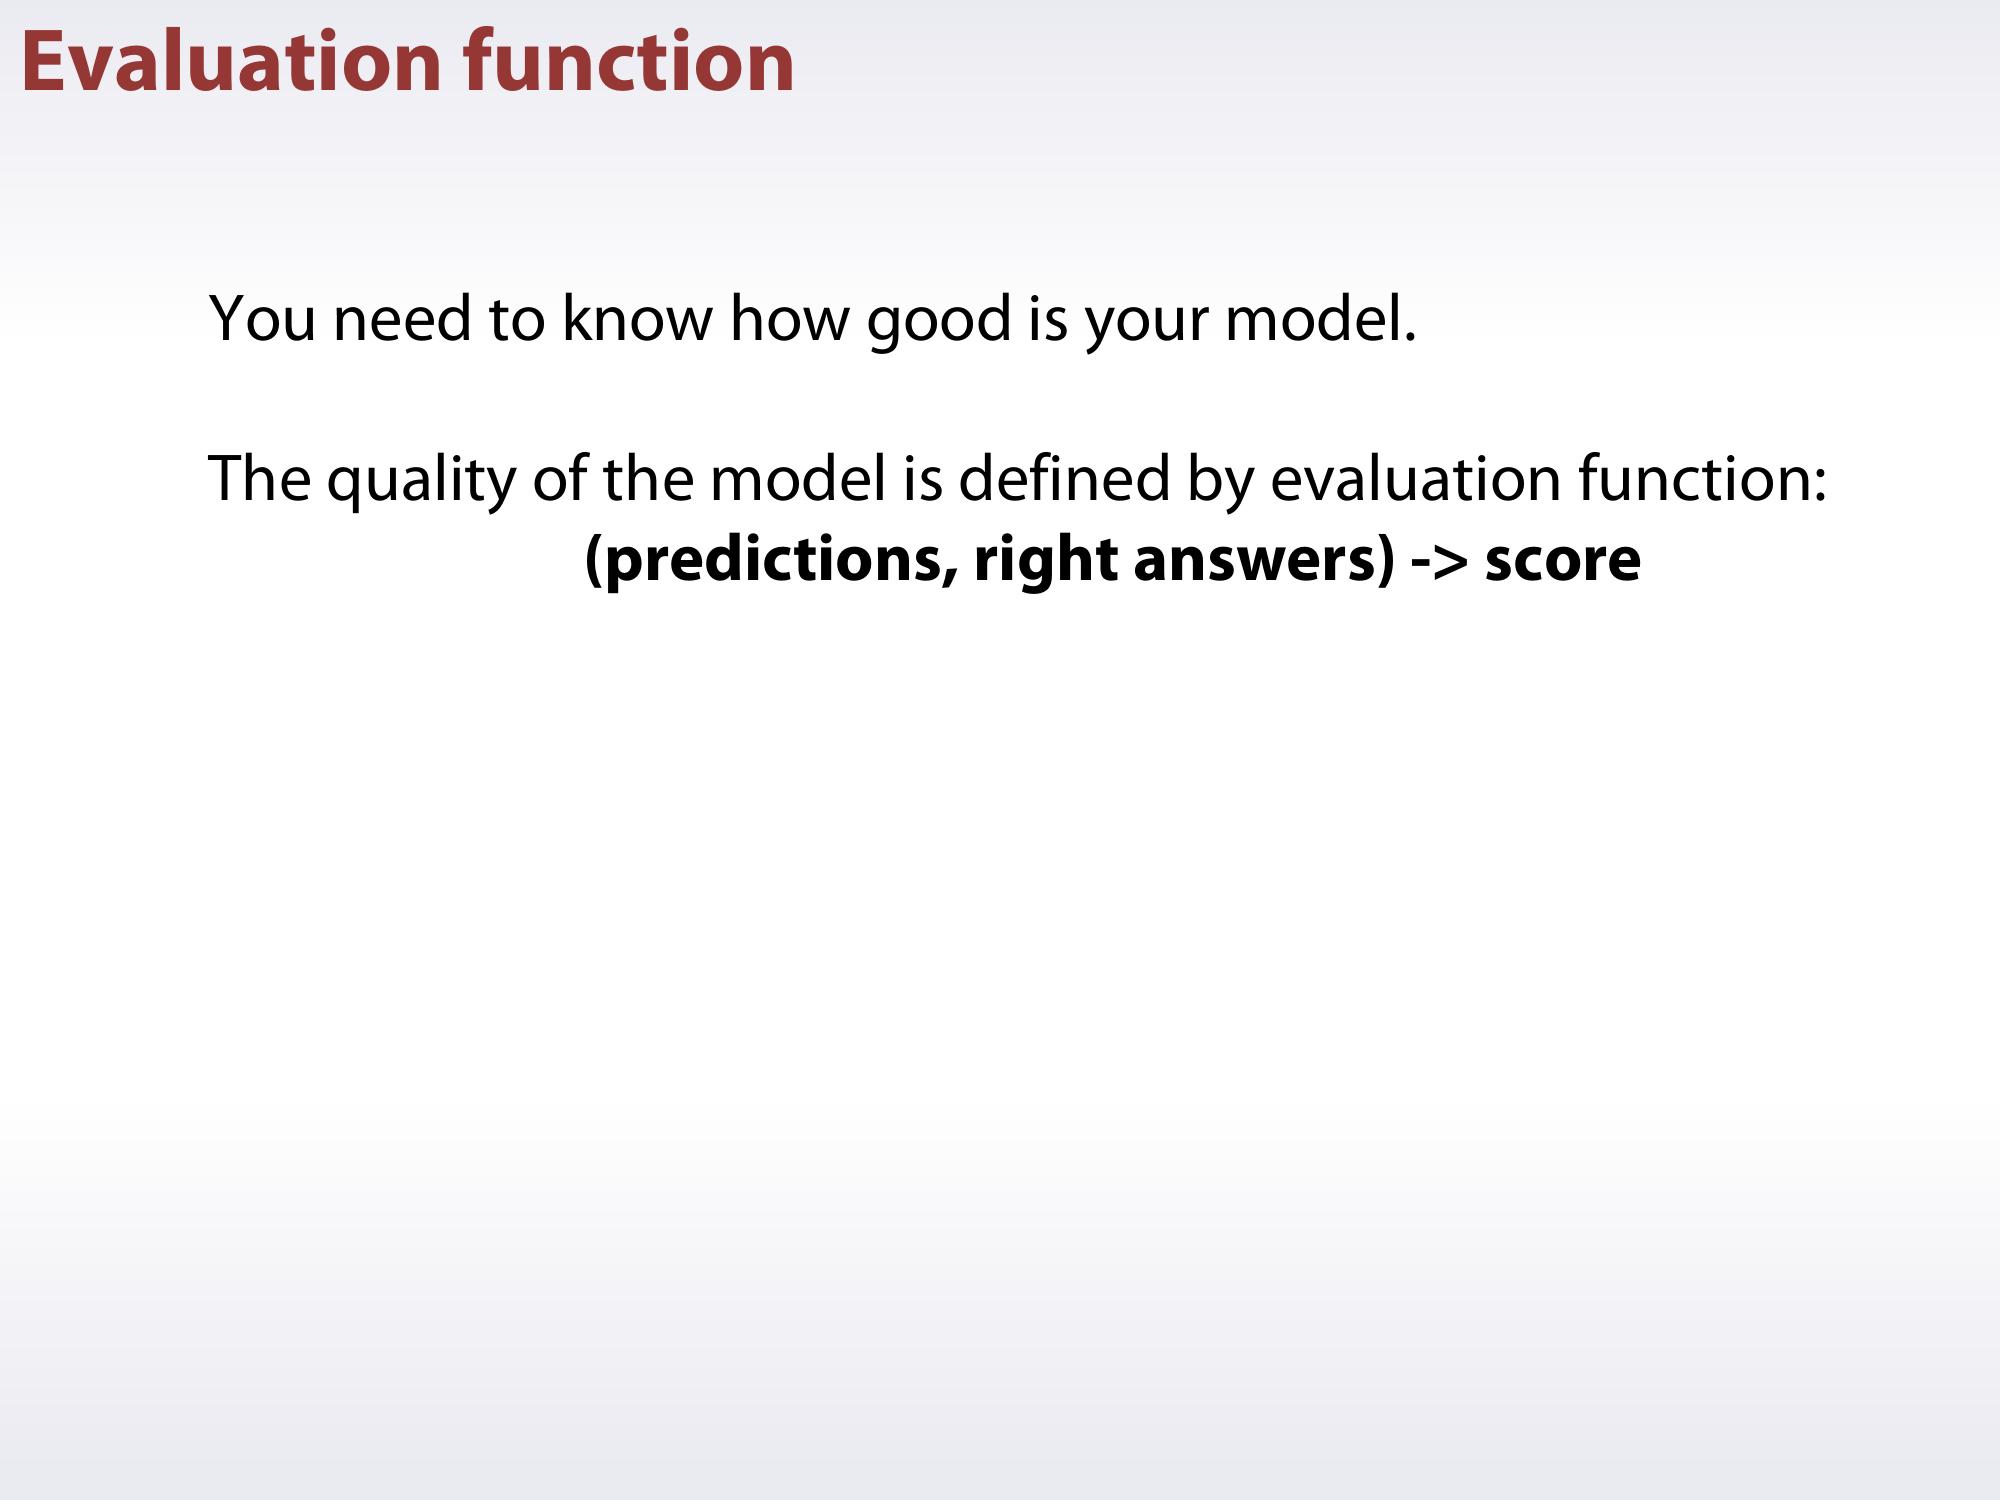 Evaluation function
You need to know how good is your model.
The quality of the model is defined by evaluation function:
(predictions, right answers) -> score